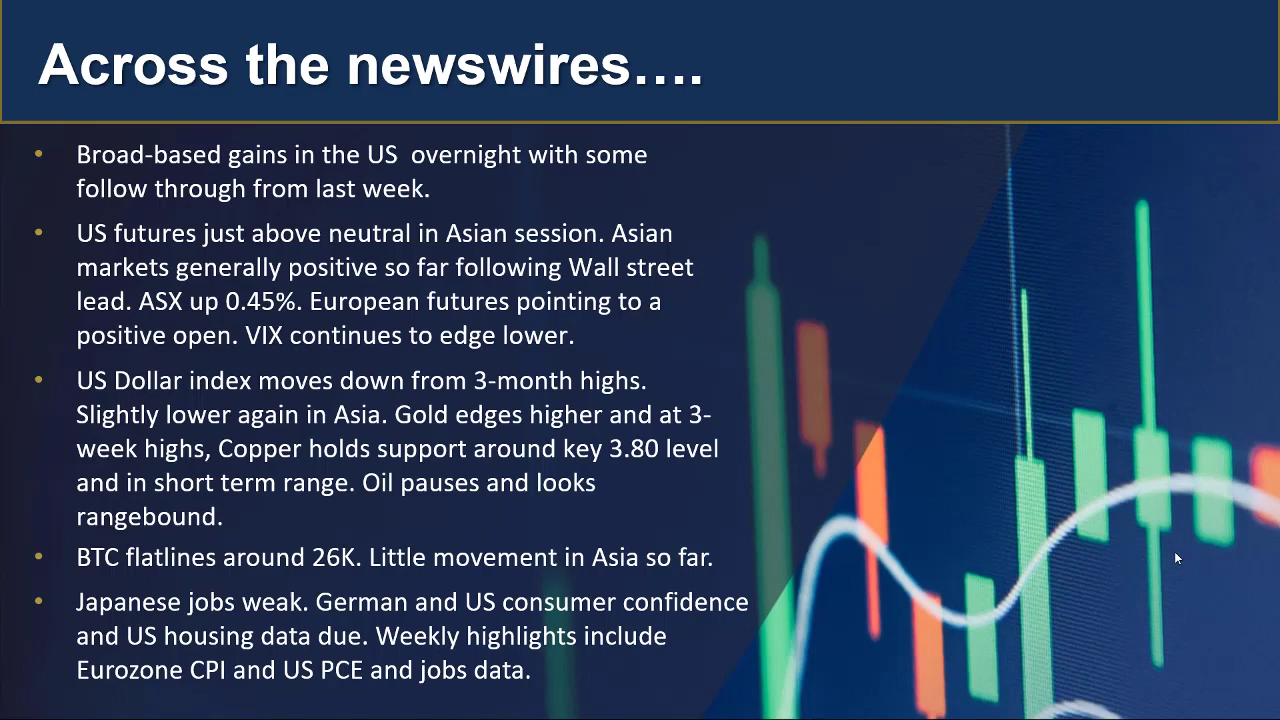 Across the newswires....
• Broad-based gains in the US  overnight with some
follow through from last week.
• US futures just above neutral in Asian session. Asian
markets generally positive so far following Wall street
lead. ASX up 0.45%. European futures pointing to a
positive open. VIX continues to edge lower.
• US Dollar index moves down from 3-month highs.
Slightly lower again in Asia. Gold edges higher and at 3-
week highs, Copper holds support around key 3.80 level
and in short term range. Oil pauses and looks
rangebound.
• BTC flatlines around 26K. Little movement in Asia so far.
• Japanese jobs weak. German and US consumer confidence
and US housing data due. Weekly highlights include
Eurozone CPI and US PCE and jobs data.